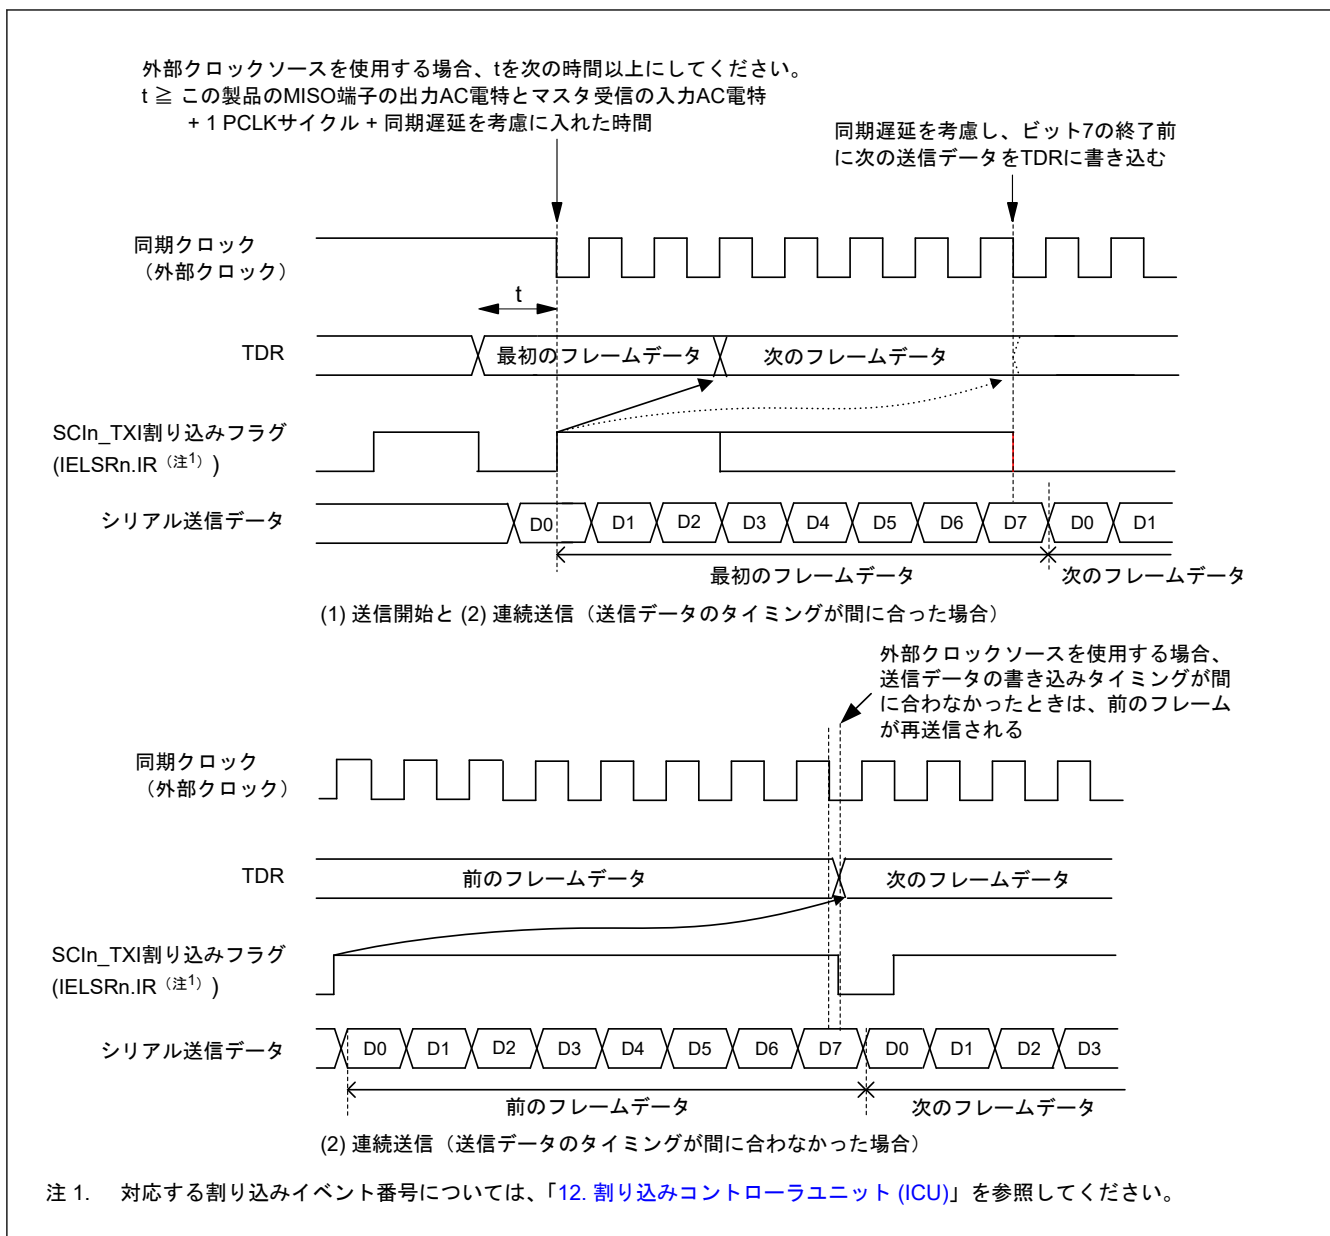 外部クロックソースを使用する場合、tを次の時間以上にしてください。
t ≧ この製品のMISO端子の出力AC電特とマスタ受信の入力AC電特
+ 1 PCLKサイクル + 同期遅延を考慮に入れた時間
同期遅延を考慮し、ビット7の終了前
に次の送信データをTDRに書き込む
同期クロック
（外部クロック）
t
TDR
最初のフレームデータ
次のフレームデータ
SCIn_TXI割り込みフラグ
(IELSRn.IR（注1）)
シリアル送信データ
D0
D1
D2
D3
D4
D5
D6
D7
D0
D1
最初のフレームデータ
次のフレームデータ
(1) 送信開始と (2) 連続送信（送信データのタイミングが間に合った場合）
外部クロックソースを使用する場合、
送信データの書き込みタイミングが間
に合わなかったときは、前のフレーム
が再送信される
同期クロック
（外部クロック）
TDR
前のフレームデータ
次のフレームデータ
SCIn_TXI割り込みフラグ
(IELSRn.IR（注1）)
シリアル送信データ
D0
D1
D2
D3
D4
D5
D6
D7
D0
D1
D2
D3
前のフレームデータ
次のフレームデータ
(2) 連続送信（送信データのタイミングが間に合わなかった場合）
注 1. 対応する割り込みイベント番号については、「12. 割り込みコントローラユニット (ICU)」を参照してください。